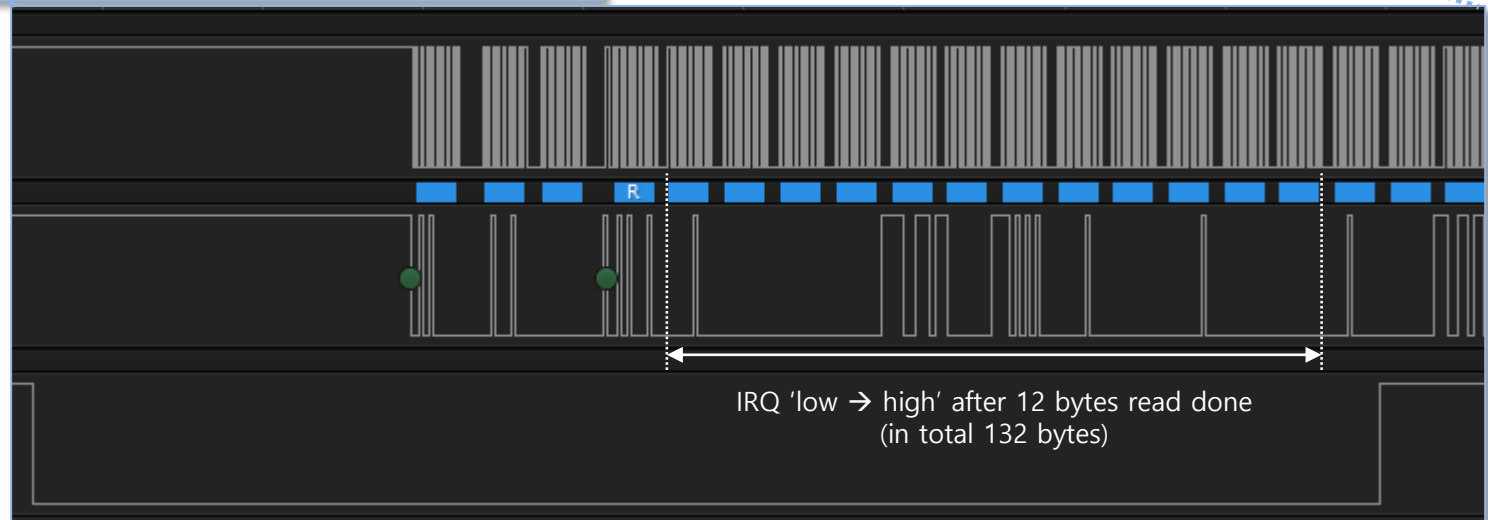 R
IRQ ‘low → high’ after 12 bytes read done
(in total 132 bytes)